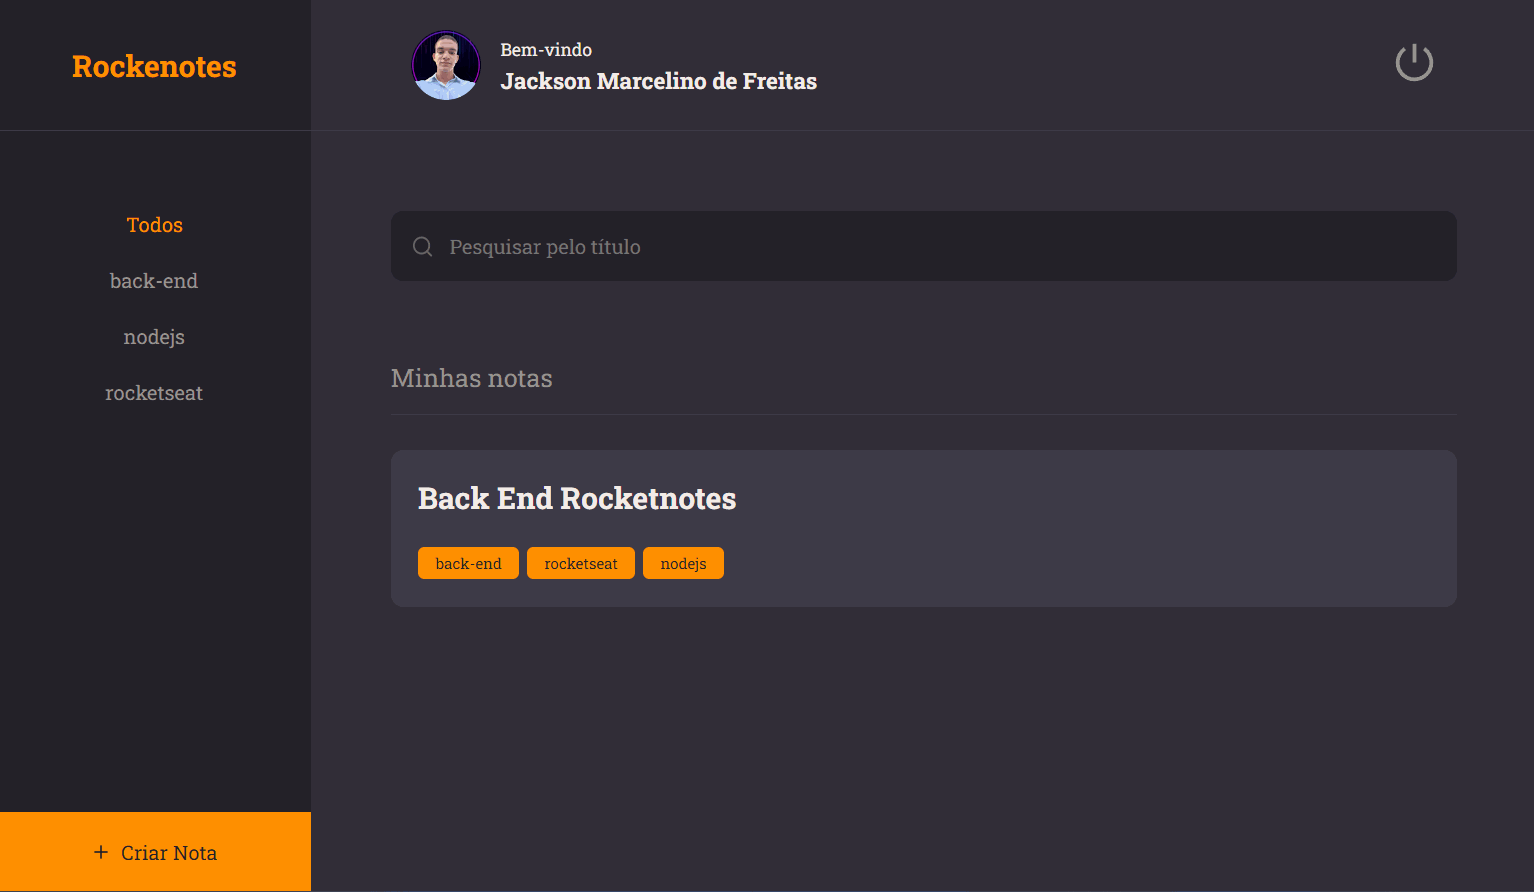 Rockenotes
Bem-vindo
Jackson Marcelino de Freitas
Todos
back-end
nodejs
rocketseat
Pesquisar pelo título
Minhas notas
Back End Rocketnotes
back-end rocketseat nodejs
+ Criar Nota